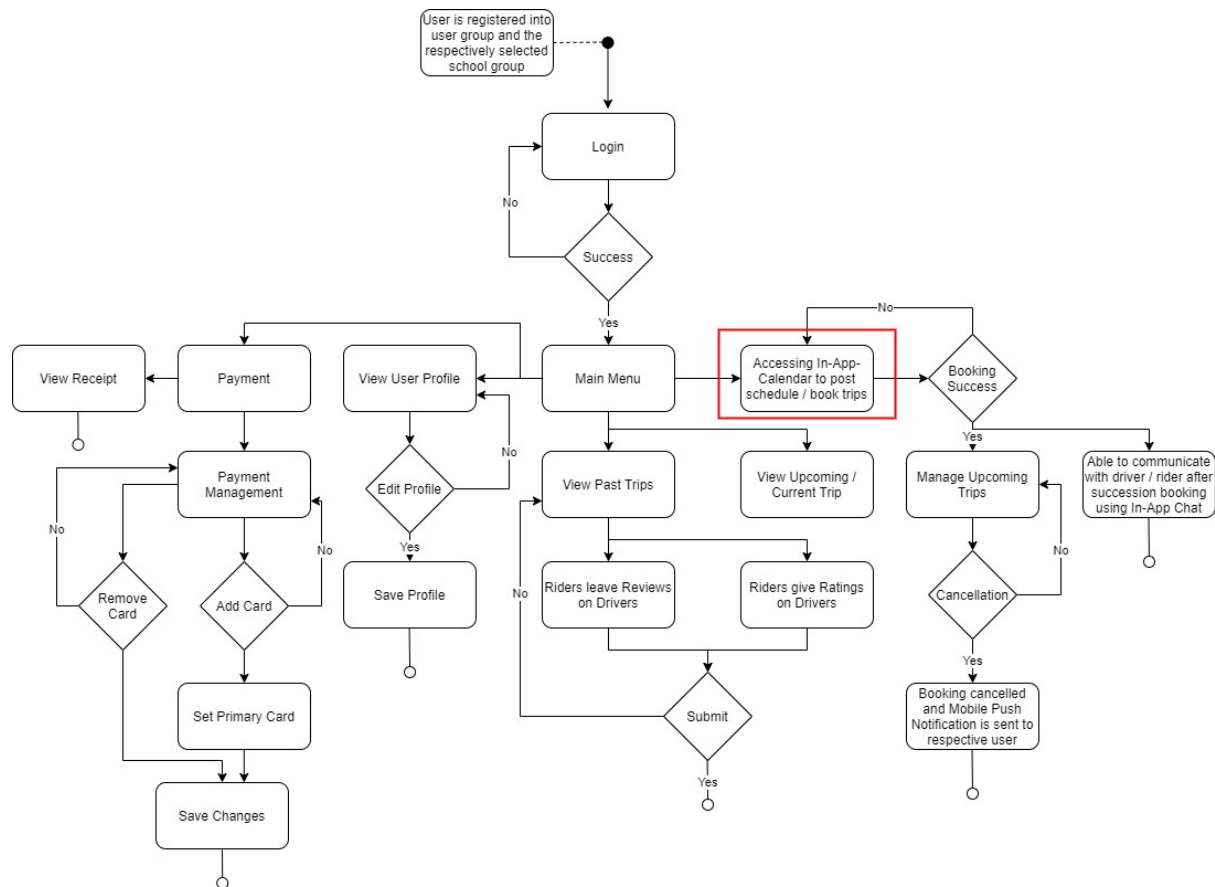 User is registered into
user group and the
respectively selected
school group
Login
No
Success
Yes
No
View Receipt
Payment
View User Profile
Main Menu
Accessing In-App-
Calendar to post
schedule / book trips
Booking
Success
No
Yes
Payment
Management
Edit Profile
View Past Trips
View Upcoming /
Current Trip
Manage Upcoming
Trips
Able to communicate
with driver / rider after
succession booking
using In-App Chat
No
No
Yes
No
Remove
Card
Add Card
Save Profile
No
Riders leave Reviews
on Drivers
Riders give Ratings
on Drivers
Cancellation
Yes
Set Primary Card
Submit
Booking cancelled
and Mobile Push
Notification is sent to
respective user
Yes
Save Changes